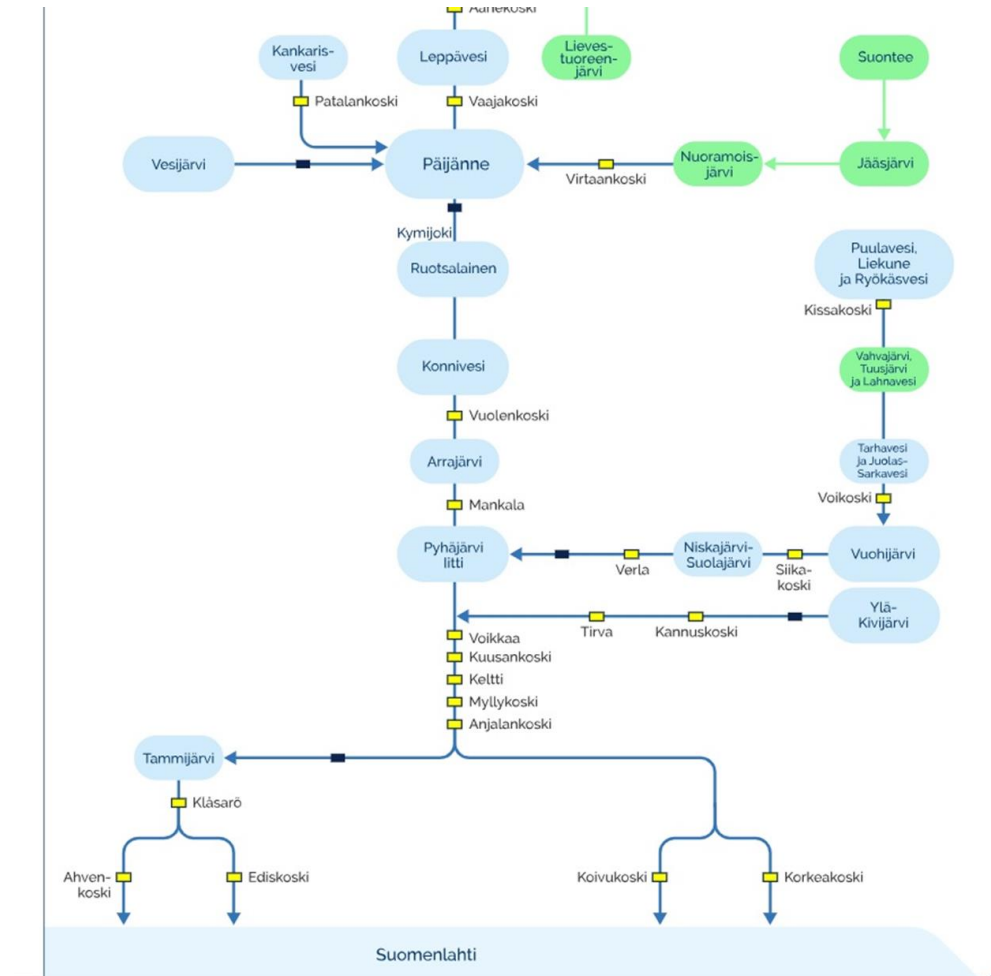 Äänekoski
Kankaris-
vesi
Leppävesi
Lieves-
tuoreen-
järvi
Suontee
Patalankoski
Vaajakoski
Vesijärvi
Päijänne
Virtaankoski
Nuoramois-
järvi
Jääsjärvi
Kymijoki
Ruotsalainen
Puulavesi,
Liekune
ja Ryökäsvesi
Kissakoski
Konnivesi
Vahvajärvi,
Tuusjärvi
ja Lahnavesi
Vuolenkoski
Arrajärvi
Tarhavesi
ja Juolas-
Sarkavesi
Mankala
Voikoski
Pyhäjärvi
Iitti
Verla
Niskajärvi-
Suolajärvi
Siika-
koski
Vuohijärvi
Tirva
Kannuskoski
Ylä-
Kivijärvi
Voikkaa
Kuusankoski
Keltti
Myllykoski
Anjalankoski
Tammijärvi
Klåsarö
Ahven-
koski
Ediskoski
Koivukoski
Korkeakoski
Suomenlahti